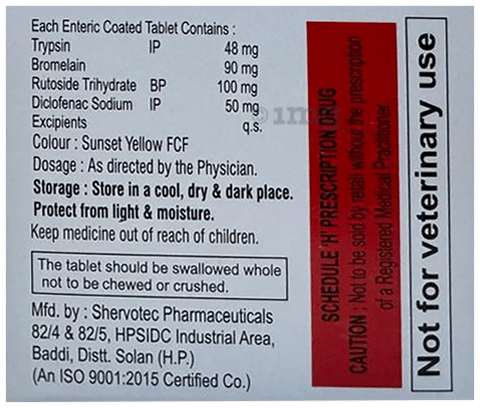 Each Enteric Coated Tablet Contains :
Trypsin IP 48 mg
Bromelain 90 mg
Rutoside Trihydrate BP 100 mg
Diclofenac Sodium IP 50 mg
Excipients q.s.
Colour : Sunset Yellow FCF
Dosage : As directed by the Physician.
Storage : Store in a cool, dry & dark place.
Protect from light & moisture.
Keep medicine out of reach of children.
The tablet should be swallowed whole
not to be chewed or crushed.
Mfd. by : Shervotec Pharmaceuticals
82/4 & 82/5, HPSIDC Industrial Area,
Baddi, Distt. Solan (H.P.)
(An ISO 9001:2015 Certified Co.)
SCHEDULE 'H' PRESCRIPTION DRUG
CAUTION : Not to be sold by retail without the prescription
of a Registered Medical Practitioner.
Not for veterinary use